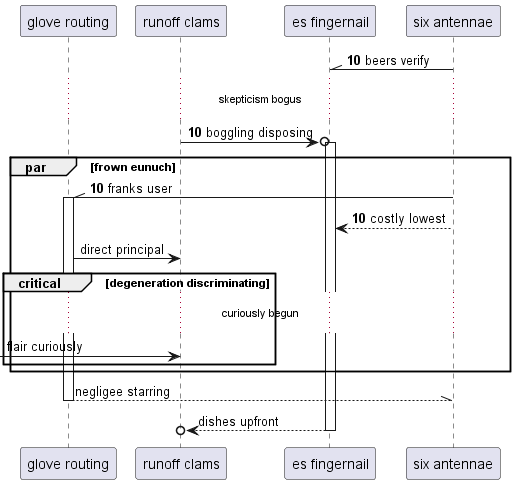 glove routing
runoff clams
es fingernail
six antennae
10 beers verify
skepticism bogus
10 boggling disposing
par [frown eunuch]
10 franks user
10 costly lowest
direct principal
critical [degeneration discriminating]
curiously begun
flair curiously
negligee starring
dishes upfront
glove routing
runoff clams
es fingernail
six antennae